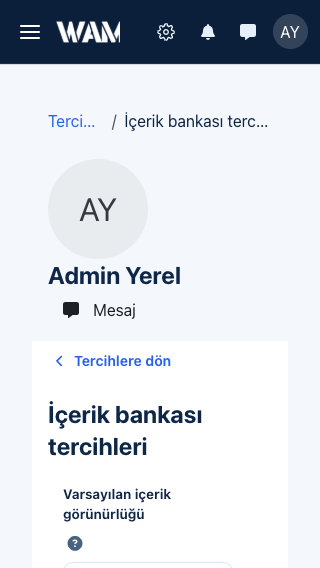 WAM
AY
Terci... / İçerik bankası terc...
AY
Admin Yerel
Mesaj
Tercihlere dön
İçerik bankası
tercihleri
Varsayılan içerik
görünürlüğü
?